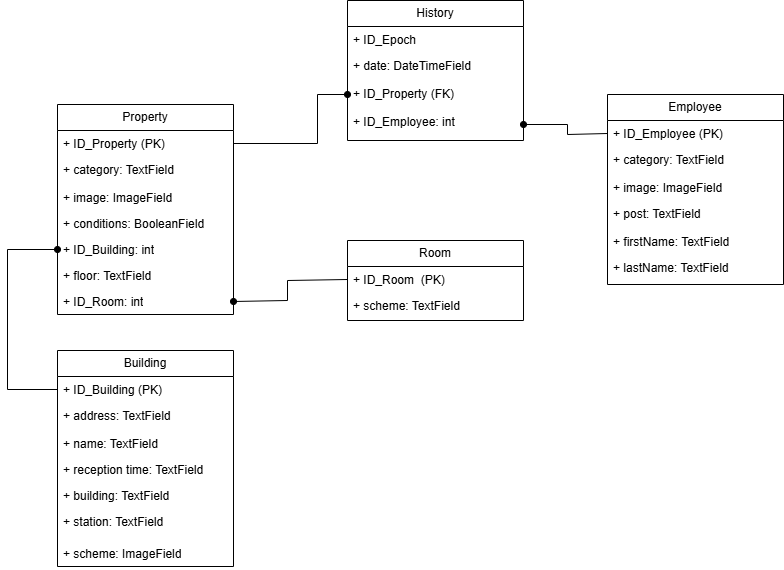 History
+ ID_Epoch
+ date: DateTimeField
+ ID_Property (FK)
+ ID_Employee: int
Property
+ ID_Property (PK)
+ category: TextField
+ image: ImageField
+ conditions: BooleanField
+ ID_Building: int
+ floor: TextField
+ ID_Room: int
Employee
+ ID_Employee (PK)
+ category: TextField
+ image: ImageField
+ post: TextField
+ firstName: TextField
+ lastName: TextField
Room
+ ID_Room  (PK)
+ scheme: TextField
Building
+ ID_Building (PK)
+ address: TextField
+ name: TextField
+ reception time: TextField
+ building: TextField
+ station: TextField
+ scheme: ImageField